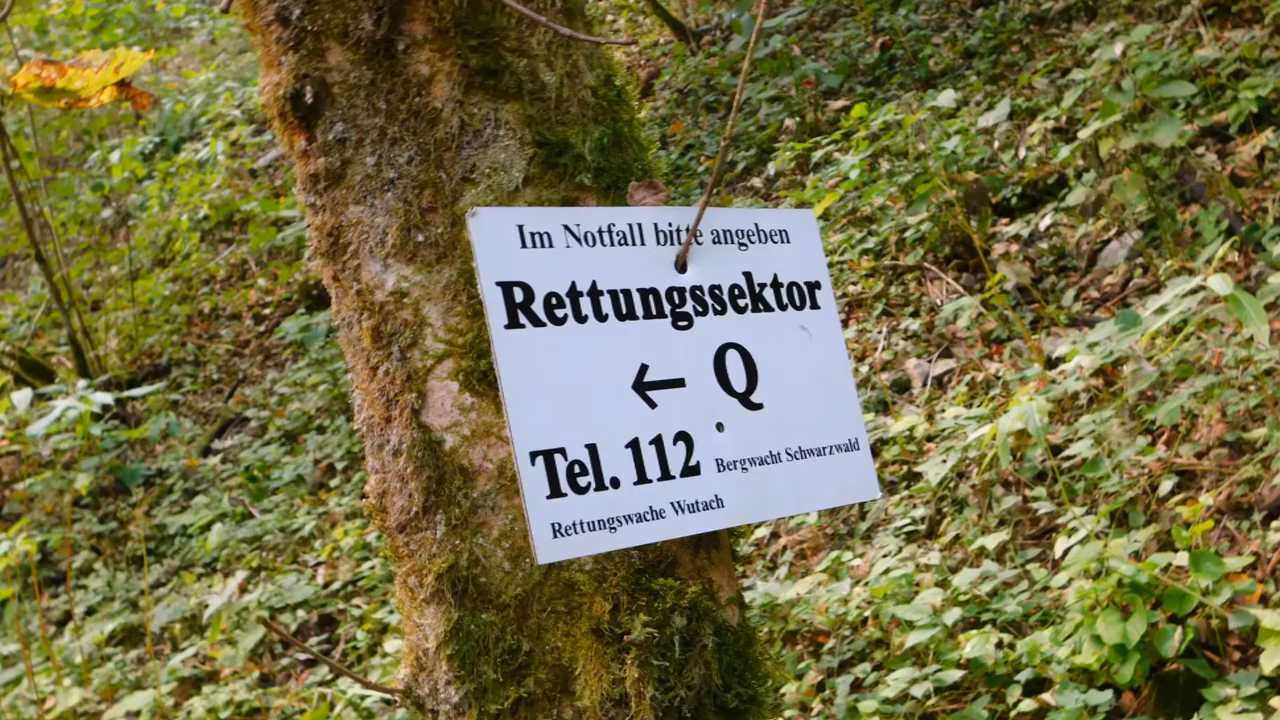 Im Notfall bitte angeben
Rettungssektor
← Q
Tel. 112 Bergwacht Schwarzwald
Rettungswache Wutach